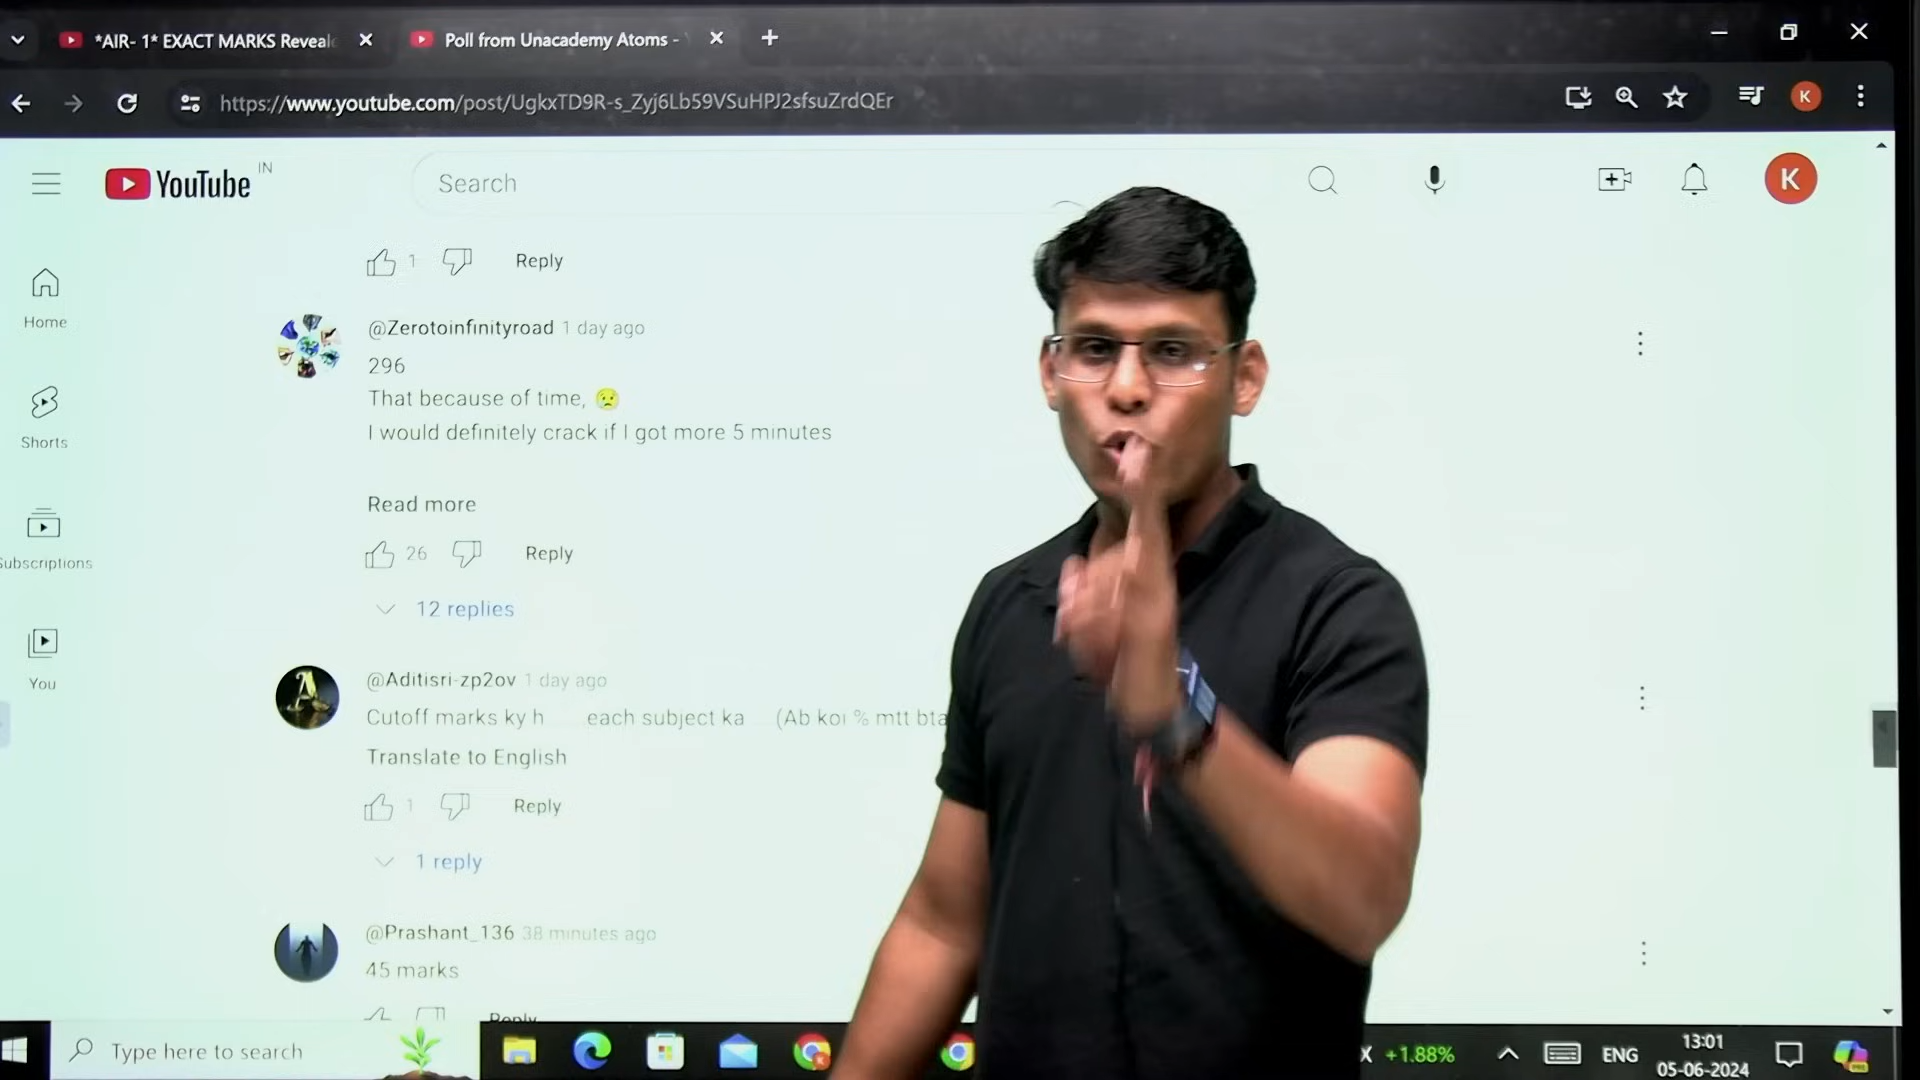 *AIR- 1* EXACT MARKS Reveal
Poll from Unacademy Atoms -
https://www.youtube.com/post/UgkxTD9R-s_Zyj6Lb59VSuHPJ2sfsuZrdQEr
K
YouTube IN
Search
K
Home
Shorts
Subscriptions
You
1 Reply
@Zerotoinfinityroad 1 day ago
296
That because of time, 😥
I would definitely crack if I got more 5 minutes
Read more
26 Reply
12 replies
@Aditisri-zp2ov 1 day ago
Cutoff marks ky h each subject ka (Ab koi % mtt bta
Translate to English
1 Reply
1 reply
@Prashant_136 38 minutes ago
45 marks
Reply
Type here to search
X +1.88%
ENG
13:01
05-06-2024